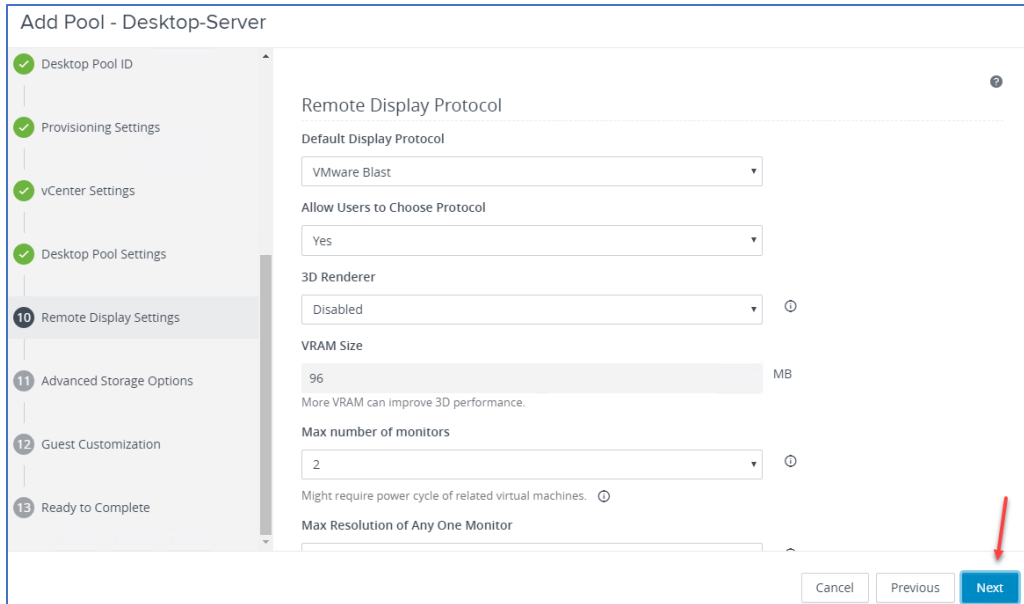 Add Pool - Desktop-Server
Desktop Pool ID
Provisioning Settings
vCenter Settings
Desktop Pool Settings
10 Remote Display Settings
11 Advanced Storage Options
12 Guest Customization
13 Ready to Complete
?
Remote Display Protocol
Default Display Protocol
VMware Blast
Allow Users to Choose Protocol
Yes
3D Renderer
Disabled
VRAM Size
96 MB
More VRAM can improve 3D performance.
Max number of monitors
2
Might require power cycle of related virtual machines.
Max Resolution of Any One Monitor
Cancel Previous Next